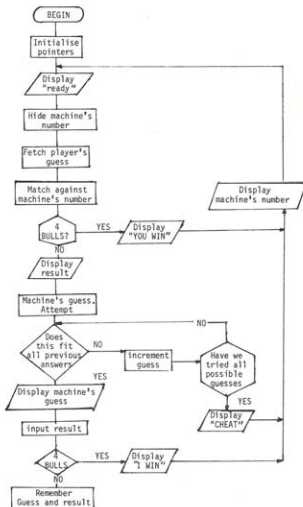 BEGIN
Initialise
pointers
Display
"ready"
Hide machine's
number
Fetch player's
guess
Match against
machine's number
Display
machine's number
4
BULLS?
YES
Display
"YOU WIN"
NO
Display
result
Machine's guess.
Attempt
NO
Does
this fit
all previous
answers
NO
increment
guess
Have we
tried all
possible
guesses
YES
YES
Display machine's
guess
Display
"CHEAT"
input result
4
BULLS
YES
Display
"I WIN"
NO
Remember
Guess and result